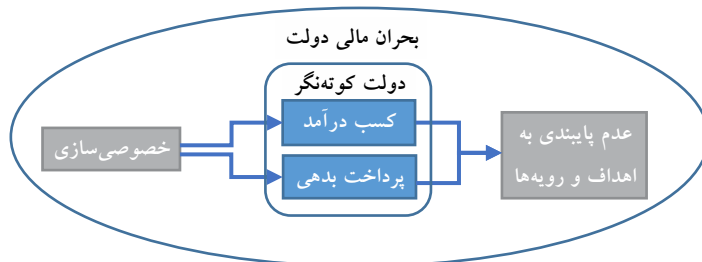 بحران مالی دولت
دولت کوته‌نگر
خصوصی‌سازی
کسب درآمد
پرداخت بدهی
عدم پایبندی به
اهداف و رویه‌ها